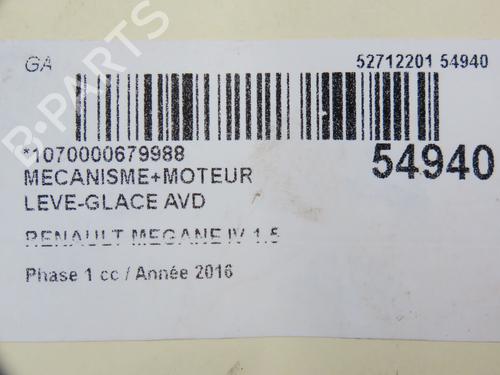 GA
52712201 54940
*1070000679988
54940
MECANISME+MOTEUR
LEVE-GLACE AVD
RENAULT MEGANE IV 1.5
Phase 1 cc / Année 2016
B-PARTS